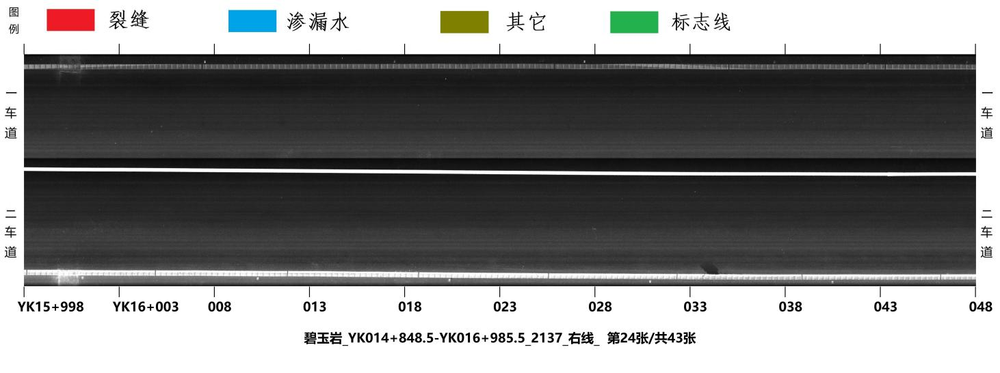 图例
裂缝 渗漏水 其它 标志线
一车道 一车道
二车道 二车道
YK15+998 YK16+003 008 013 018 023 028 033 038 043 048
碧玉岩_YK014+848.5-YK016+985.5_2137_右线_ 第24张/共43张